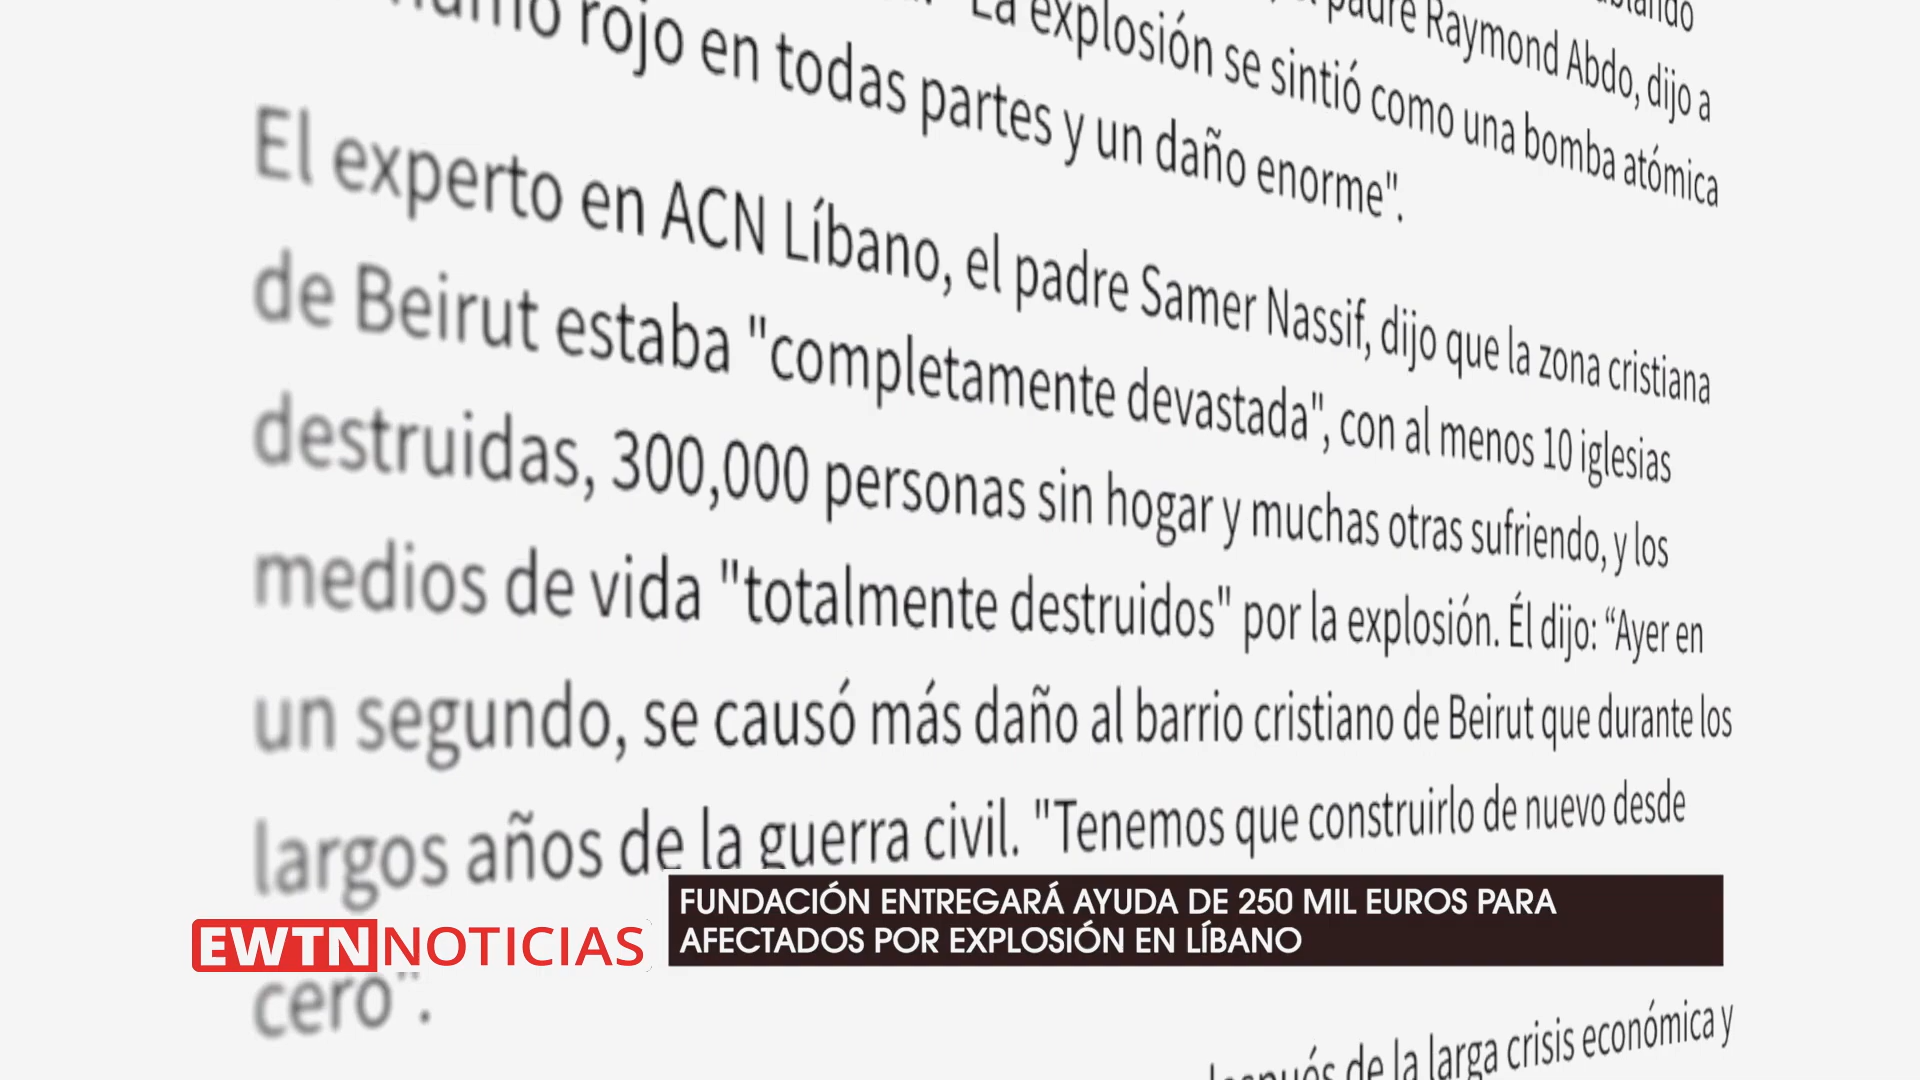 padre Raymond Abdo, dijo a
"La explosión se sintió como una bomba atómica
rojo en todas partes y un daño enorme".
El experto en ACN Líbano, el padre Samer Nassif, dijo que la zona cristiana
de Beirut estaba "completamente devastada", con al menos 10 iglesias
destruidas, 300,000 personas sin hogar y muchas otras sufriendo, y los
medios de vida "totalmente destruidos" por la explosión. Él dijo: “Ayer en
un segundo, se causó más daño al barrio cristiano de Beirut que durante los
largos años de la guerra civil. "Tenemos que construirlo de nuevo desde
cero".
después de la larga crisis económica y
EWTN NOTICIAS
FUNDACIÓN ENTREGARÁ AYUDA DE 250 MIL EUROS PARA
AFECTADOS POR EXPLOSIÓN EN LÍBANO